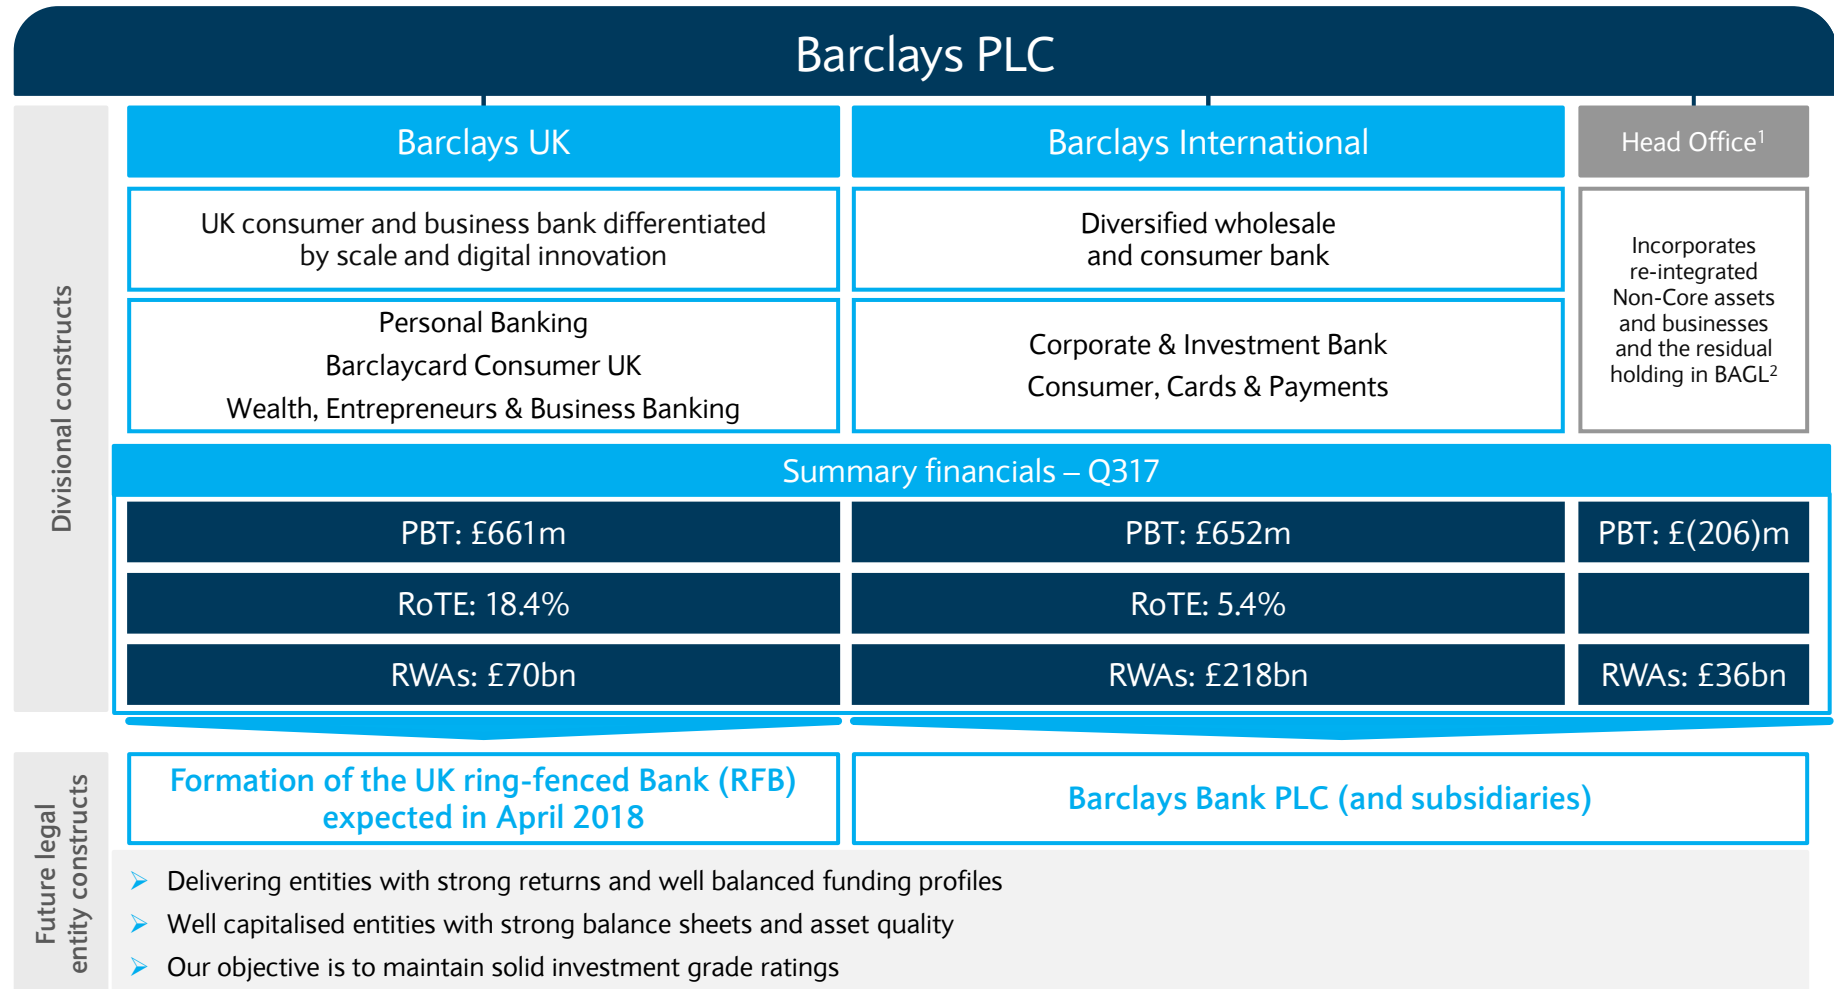 Barclays PLC
Divisional constructs
Barclays UK
Barclays International
Head Office¹
UK consumer and business bank differentiated
by scale and digital innovation
Diversified wholesale
and consumer bank
Incorporates
re-integrated
Non-Core assets
and businesses
and the residual
holding in BAGL²
Personal Banking
Barclaycard Consumer UK
Wealth, Entrepreneurs & Business Banking
Corporate & Investment Bank
Consumer, Cards & Payments
Summary financials – Q317
PBT: £661m
PBT: £652m
PBT: £(206)m
RoTE: 18.4%
RoTE: 5.4%
RWAs: £70bn
RWAs: £218bn
RWAs: £36bn
Future legal
entity constructs
Formation of the UK ring-fenced Bank (RFB)
expected in April 2018
Barclays Bank PLC (and subsidiaries)
➢ Delivering entities with strong returns and well balanced funding profiles
➢ Well capitalised entities with strong balance sheets and asset quality
➢ Our objective is to maintain solid investment grade ratings